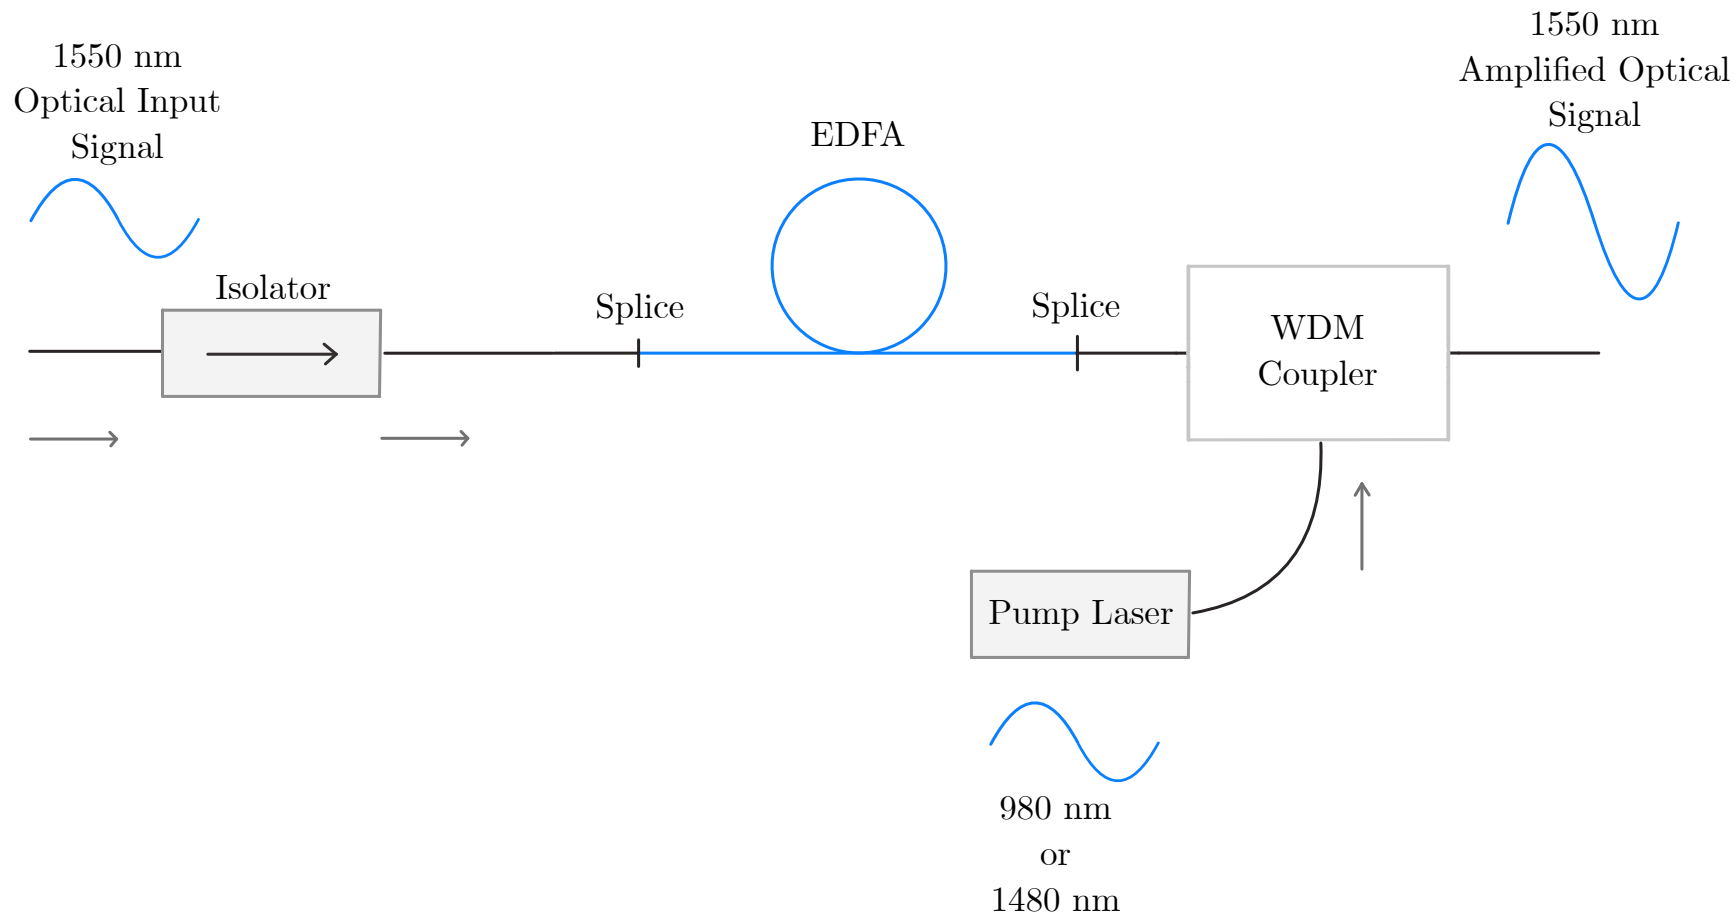 1550 nm
Optical Input
Signal
1550 nm
Amplified Optical
Signal
EDFA
Isolator
Splice
Splice
WDM
Coupler
Pump Laser
980 nm
or
1480 nm